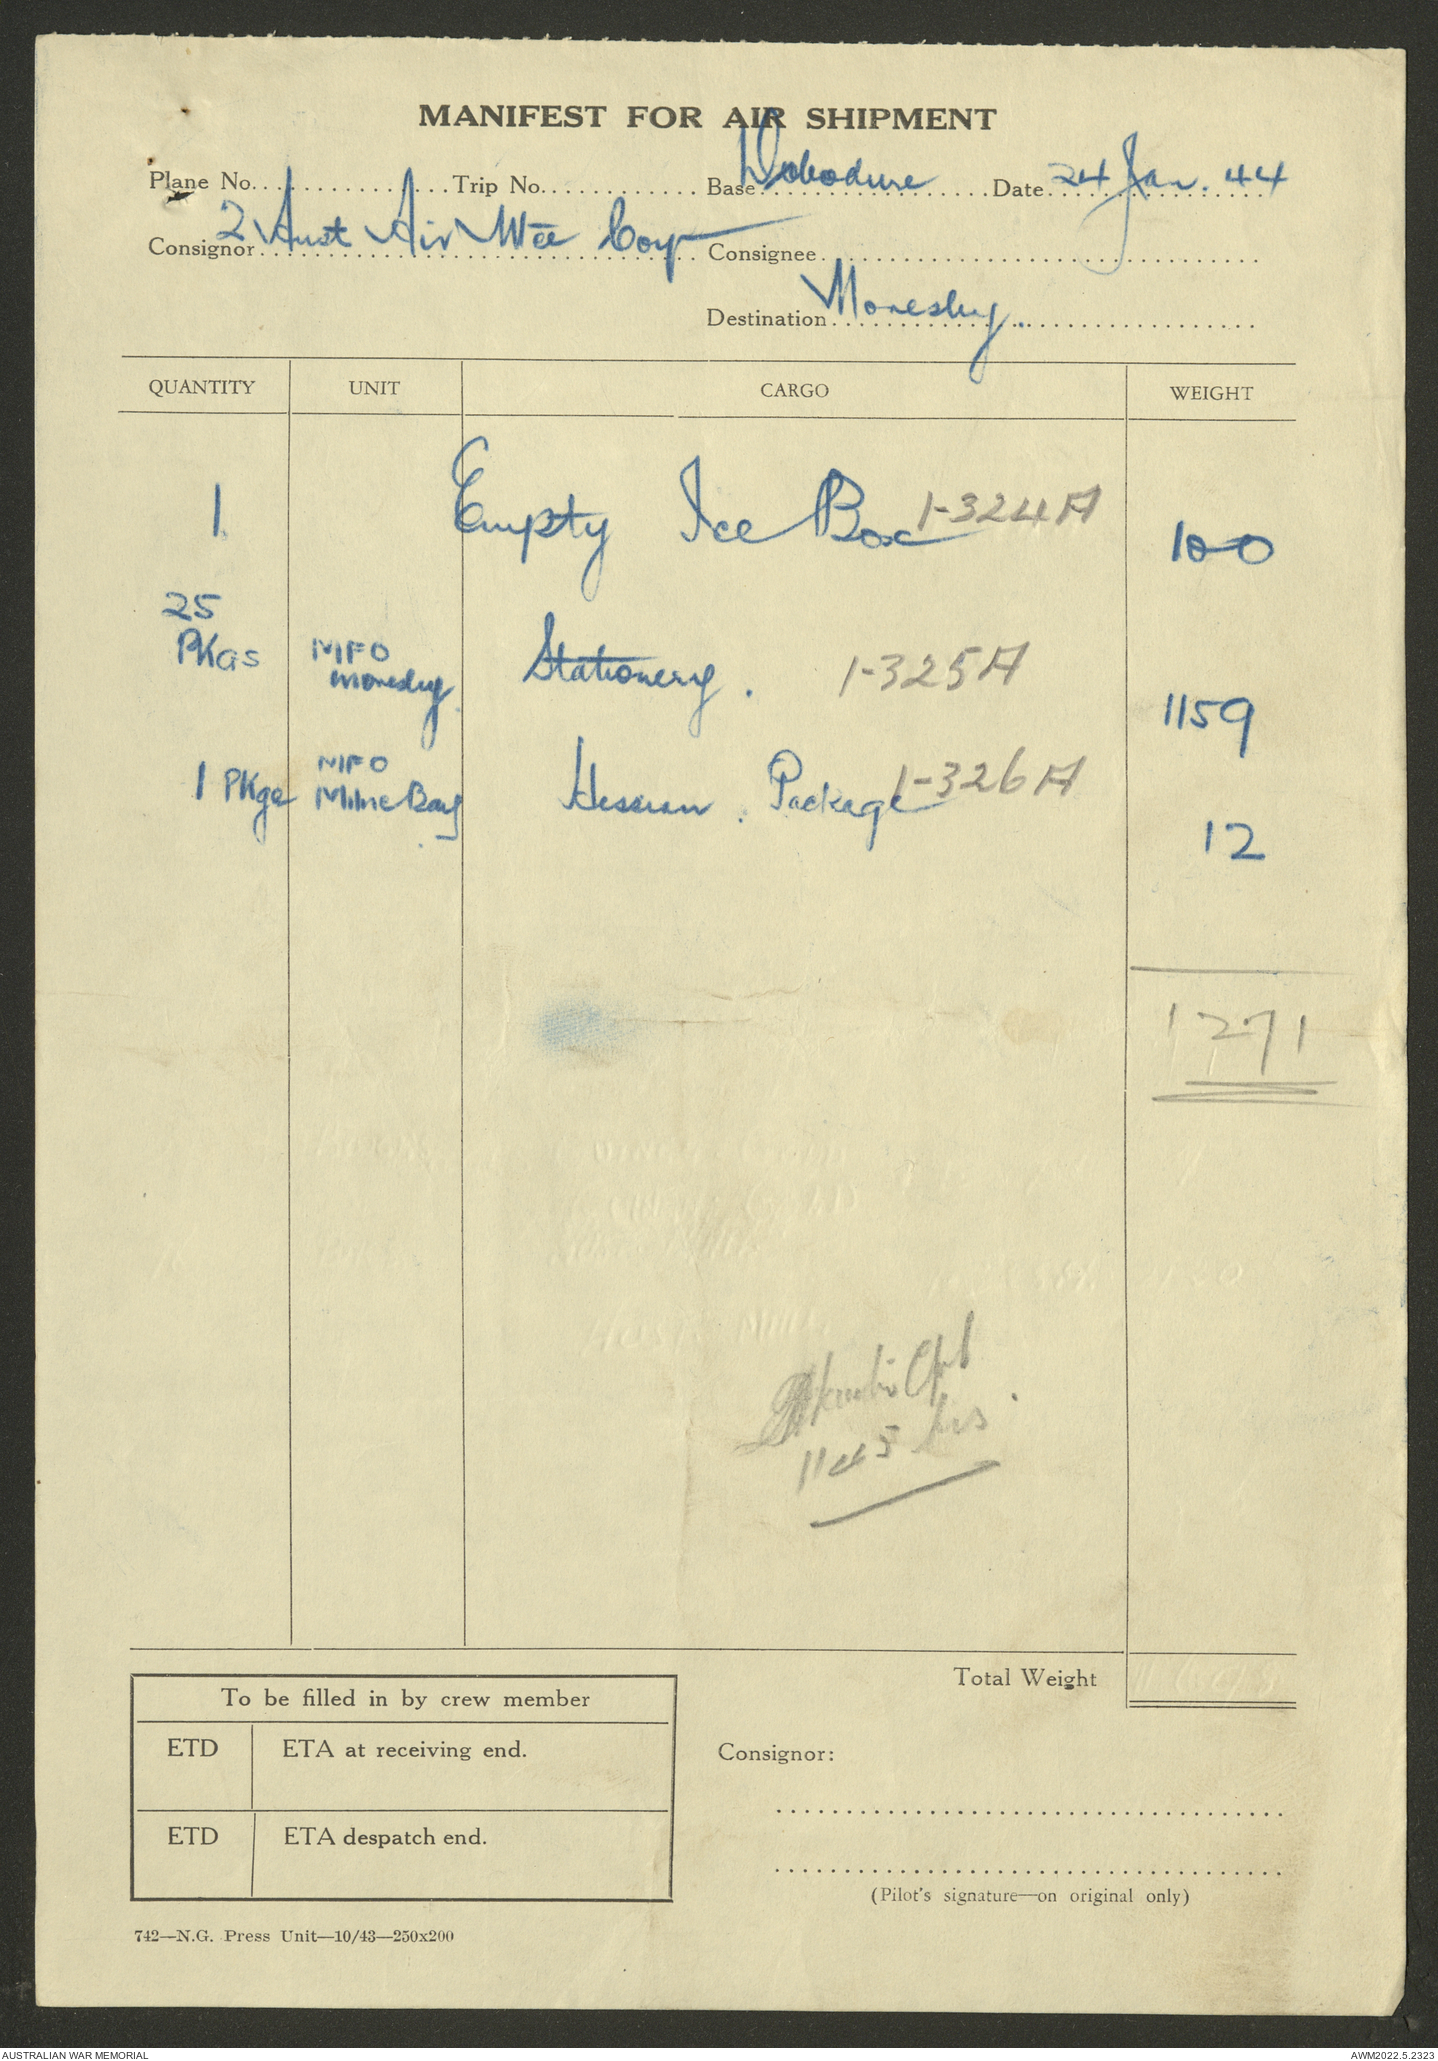 MANIFEST FOR AIR SHIPMENT
Plane No. Trip No. Base Dobodura Date 24 Jan. 44
Consignor 2 Aust Air Mtce Coy Consignee
Destination Moresby.
QUANTITY UNIT CARGO WEIGHT
1. Empty Ice Box 1-324A 100
25 PKgs MFO Moresby Stationery. 1-325A 1159
1 PKge MFO Milne Bay. Hessian. Package 1-326A 12
1271
Cpl
1145 hrs.
Total Weight
To be filled in by crew member
ETD ETA at receiving end.
Consignor:
ETD ETA despatch end.
(Pilot's signature—on original only)
742—N.G. Press Unit—10/43—250x200
AUSTRALIAN WAR MEMORIAL AWM2022.5.2323